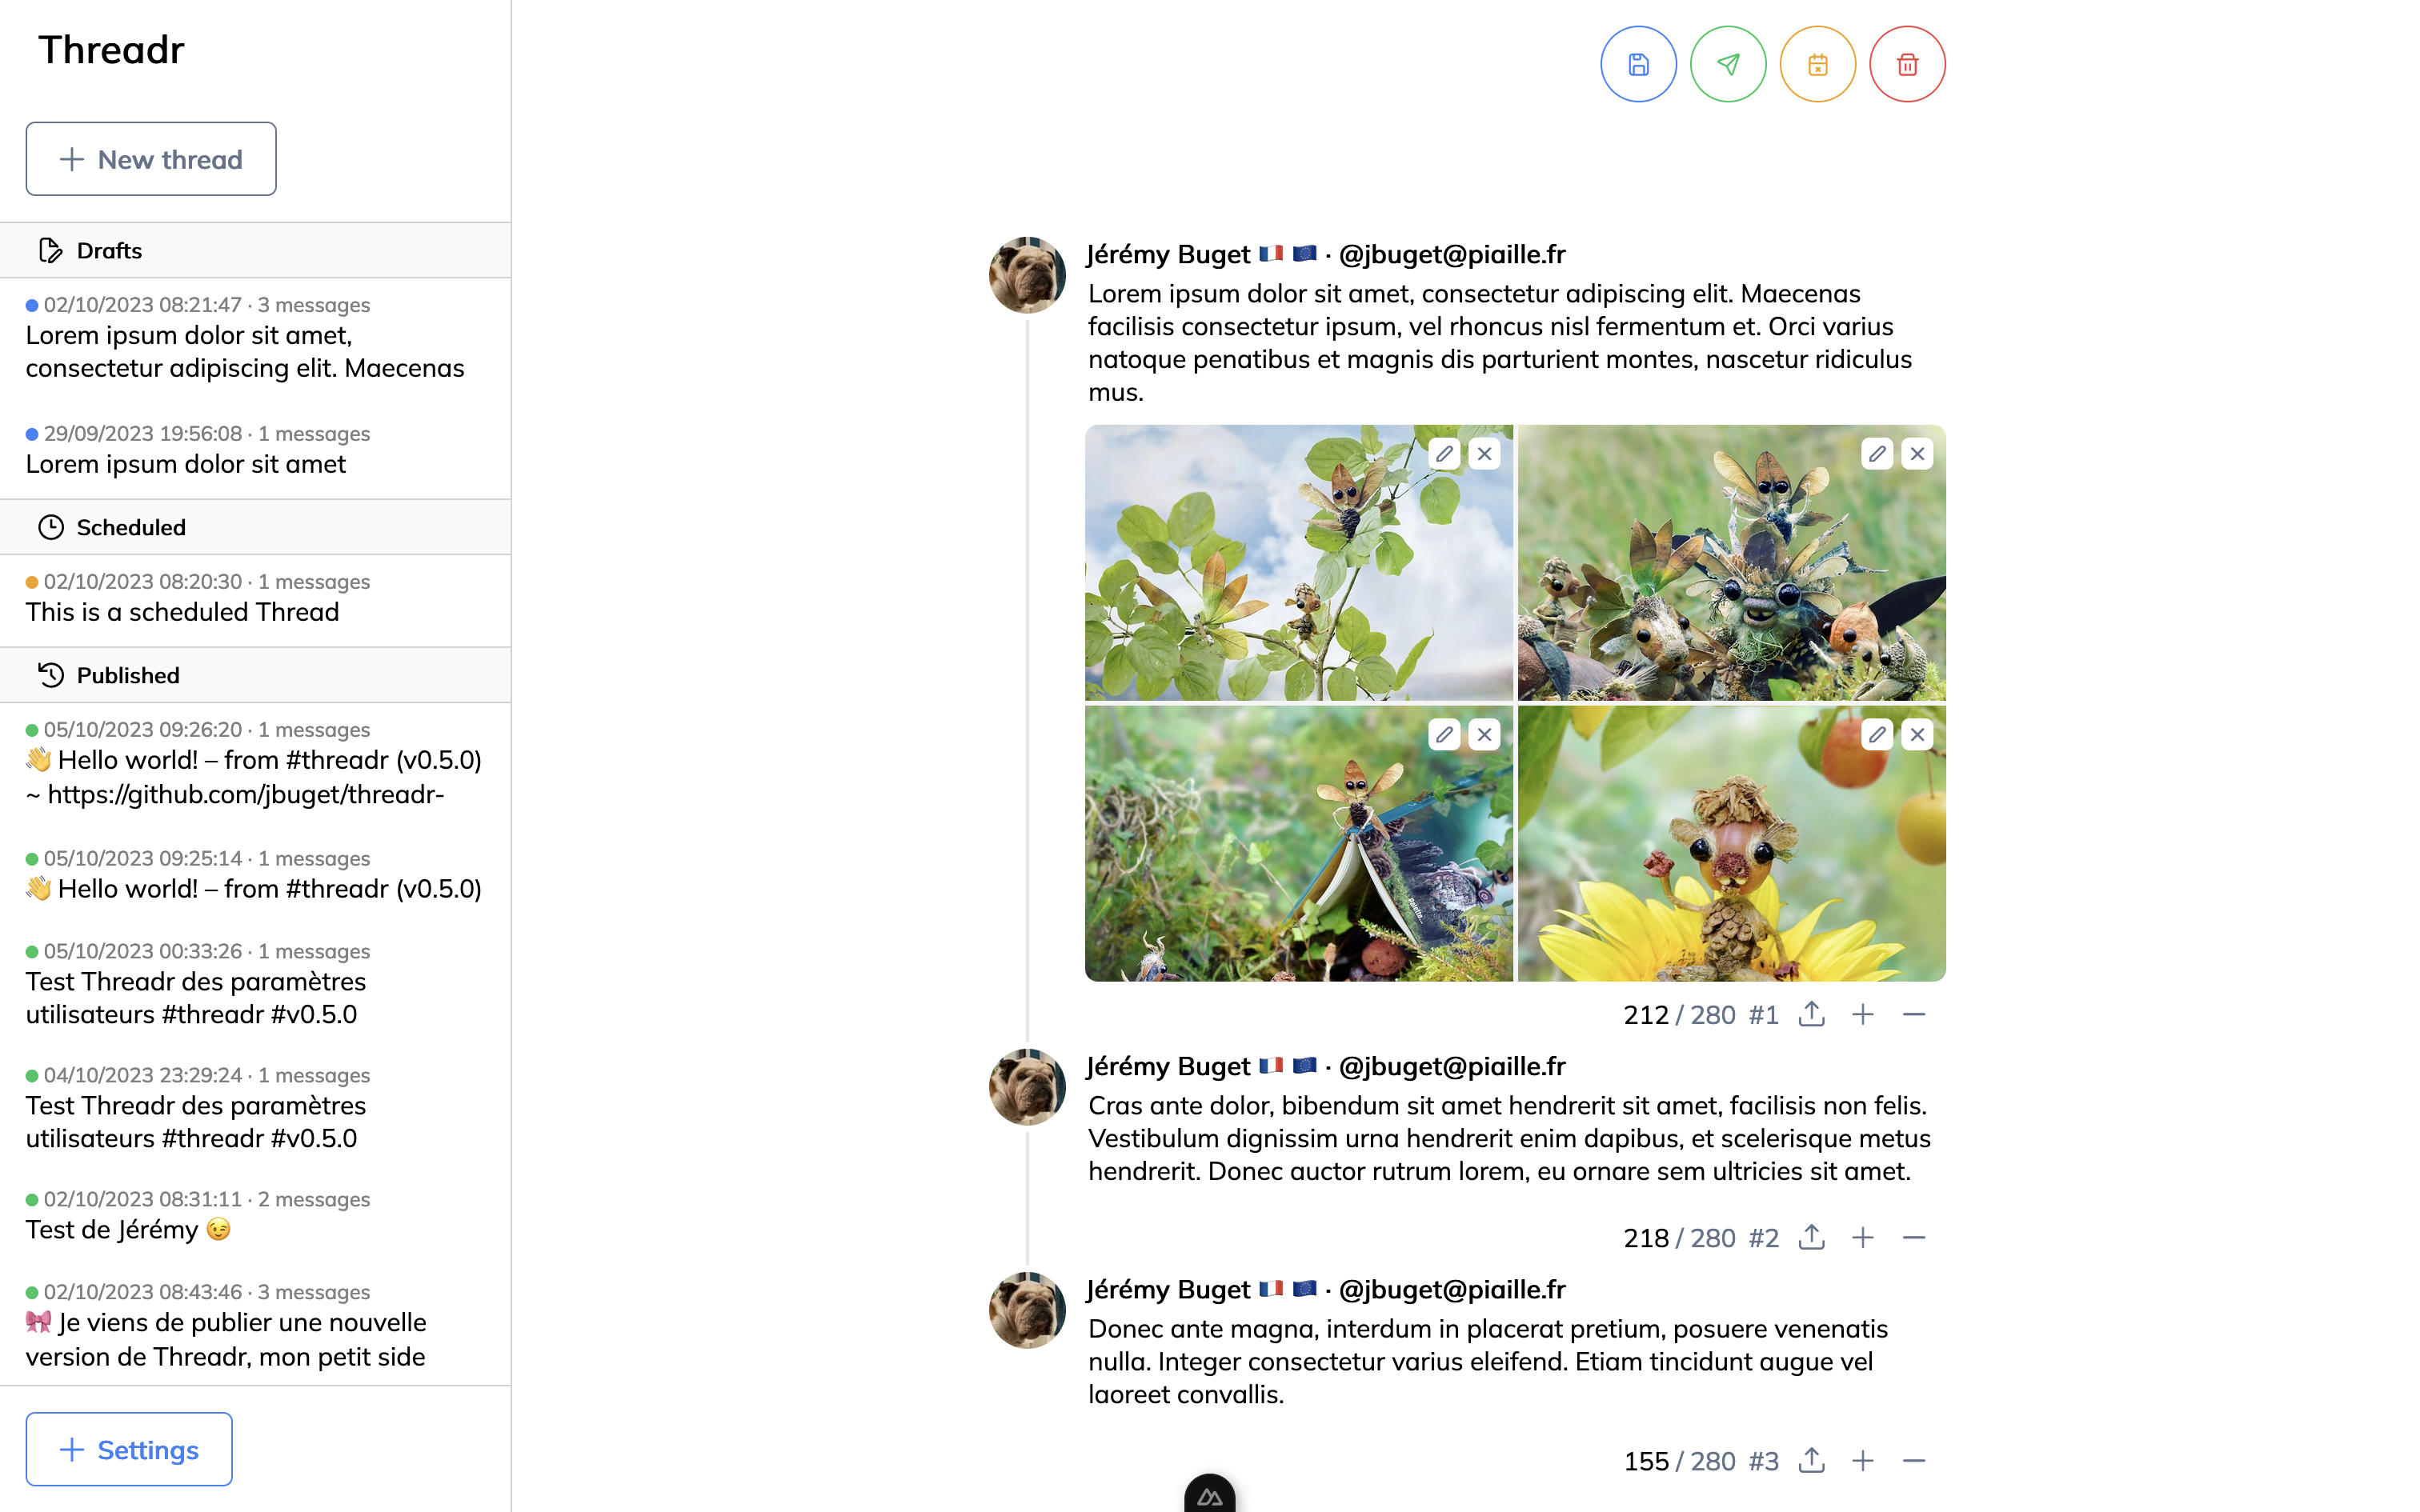 Threadr
New thread
Drafts
02/10/2023 08:21:47 · 3 messages
Lorem ipsum dolor sit amet,
consectetur adipiscing elit. Maecenas
29/09/2023 19:56:08 · 1 messages
Lorem ipsum dolor sit amet
Scheduled
02/10/2023 08:20:30 · 1 messages
This is a scheduled Thread
Published
05/10/2023 09:26:20 · 1 messages
👋 Hello world! – from #threadr (v0.5.0)
~ https://github.com/jbuget/threadr-
05/10/2023 09:25:14 · 1 messages
👋 Hello world! – from #threadr (v0.5.0)
05/10/2023 00:33:26 · 1 messages
Test Threadr des paramètres
utilisateurs #threadr #v0.5.0
04/10/2023 23:29:24 · 1 messages
Test Threadr des paramètres
utilisateurs #threadr #v0.5.0
02/10/2023 08:31:11 · 2 messages
Test de Jérémy 😉
02/10/2023 08:43:46 · 3 messages
🎀 Je viens de publier une nouvelle
version de Threadr, mon petit side
Settings
Jérémy Buget 🇫🇷 🇪🇺 · @jbuget@piaille.fr
Lorem ipsum dolor sit amet, consectetur adipiscing elit. Maecenas
facilisis consectetur ipsum, vel rhoncus nisl fermentum et. Orci varius
natoque penatibus et magnis dis parturient montes, nascetur ridiculus
mus.
212 / 280 #1
Jérémy Buget 🇫🇷 🇪🇺 · @jbuget@piaille.fr
Cras ante dolor, bibendum sit amet hendrerit sit amet, facilisis non felis.
Vestibulum dignissim urna hendrerit enim dapibus, et scelerisque metus
hendrerit. Donec auctor rutrum lorem, eu ornare sem ultricies sit amet.
218 / 280 #2
Jérémy Buget 🇫🇷 🇪🇺 · @jbuget@piaille.fr
Donec ante magna, interdum in placerat pretium, posuere venenatis
nulla. Integer consectetur varius eleifend. Etiam tincidunt augue vel
laoreet convallis.
155 / 280 #3